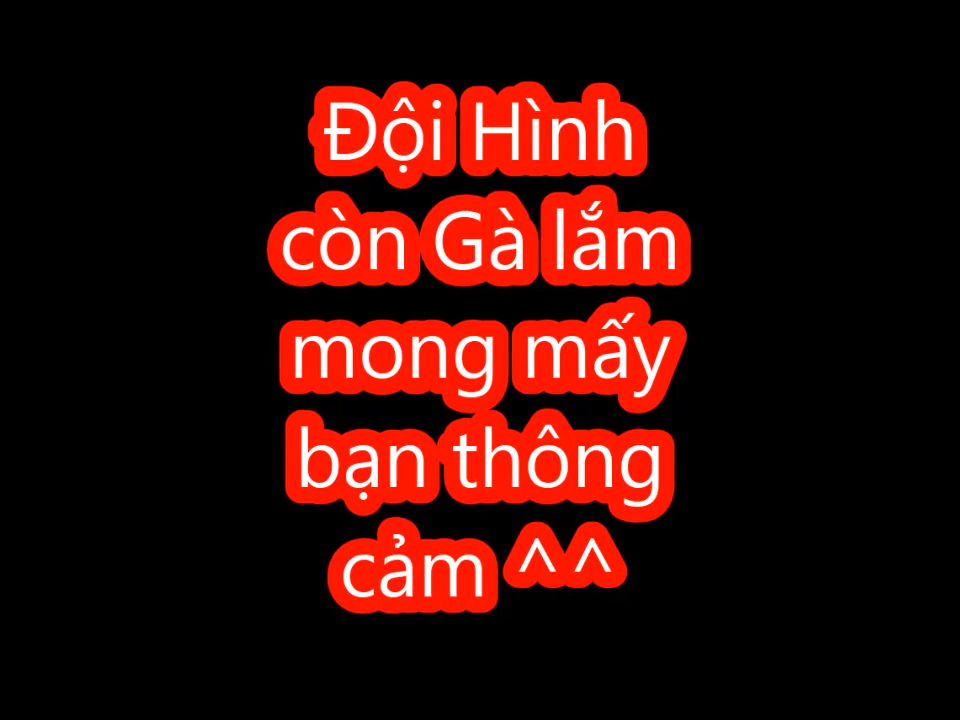 Đội Hình
còn Gà lắm
mong mấy
bạn thông
cảm ^^